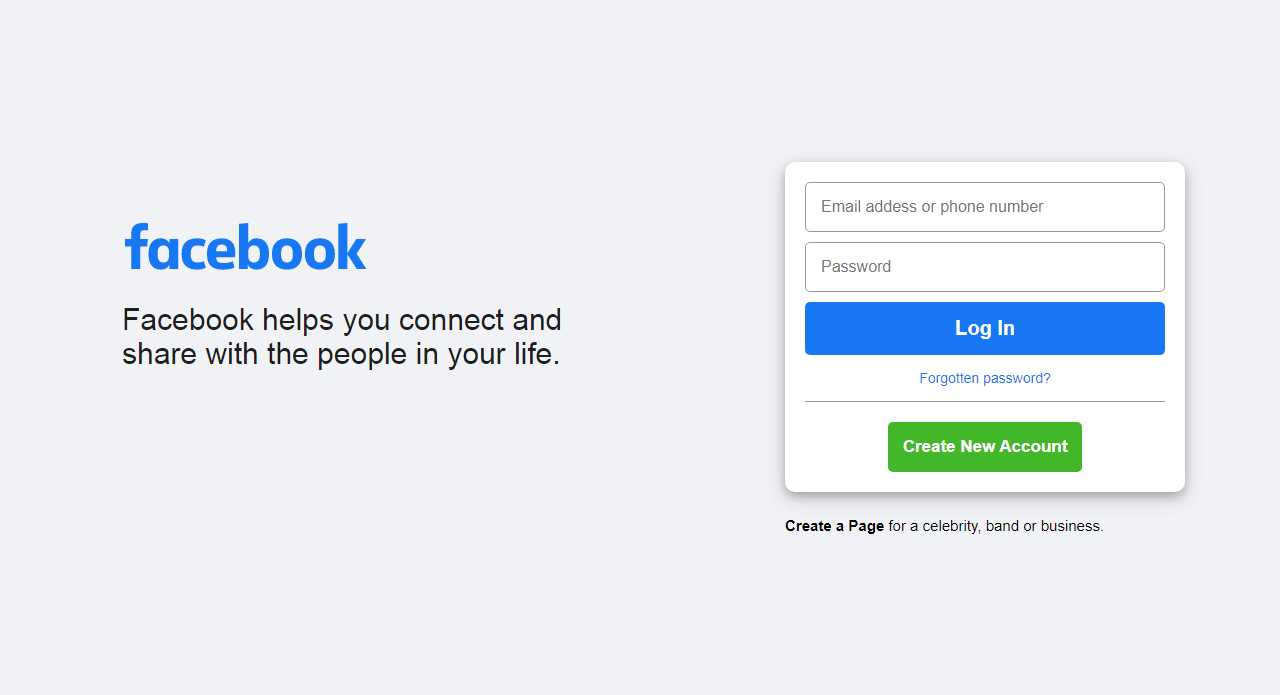 facebook
Facebook helps you connect and
share with the people in your life.
Email addess or phone number
Password
Log In
Forgotten password?
Create New Account
Create a Page for a celebrity, band or business.